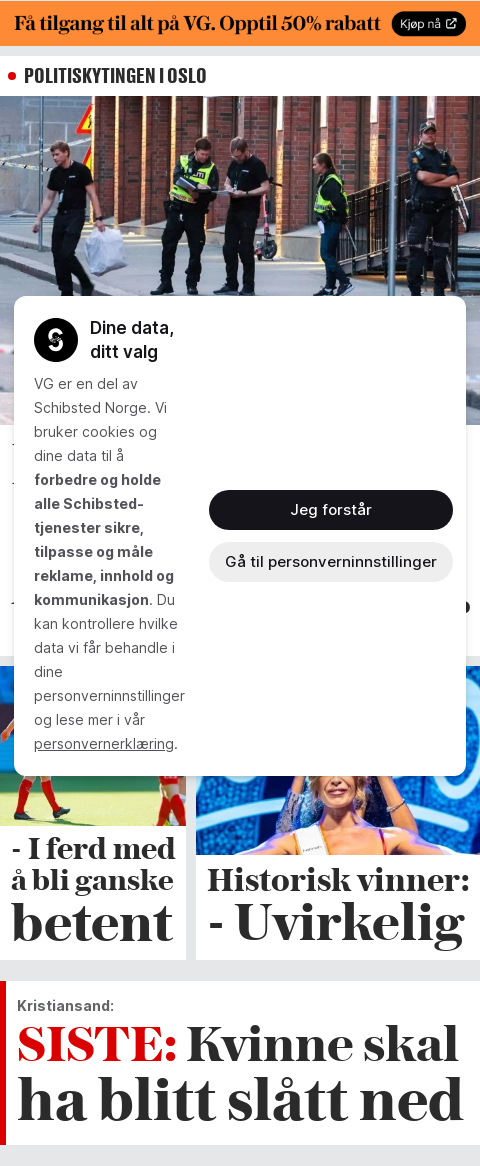 Få tilgang til alt på VG. Opptil 50% rabatt
Kjøp nå
POLITISKYTINGEN I OSLO
Dine data,
ditt valg
VG er en del av
Schibsted Norge. Vi
bruker cookies og
dine data til å
forbedre og holde
alle Schibsted-
tjenester sikre,
tilpasse og måle
reklame, innhold og
kommunikasjon. Du
kan kontrollere hvilke
data vi får behandle i
dine
personverninnstillinger
og lese mer i vår
personvernerklæring.
Jeg forstår
Gå til personverninnstillinger
- I ferd med
å bli ganske
betent
Historisk vinner:
- Uvirkelig
Kristiansand:
SISTE: Kvinne skal
ha blitt slått ned